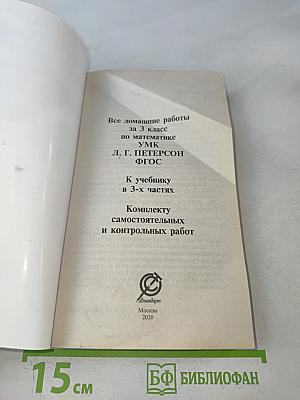 Все домашние работы
за 3 класс
по математике
УМК
Л. Г. ПЕТЕРСОН
ФГОС
К учебнику
в 3-х частях
Комплекту
самостоятельных
и контрольных работ
Стандарт
Москва
2020
15 см
БФ БИБЛИОФАН